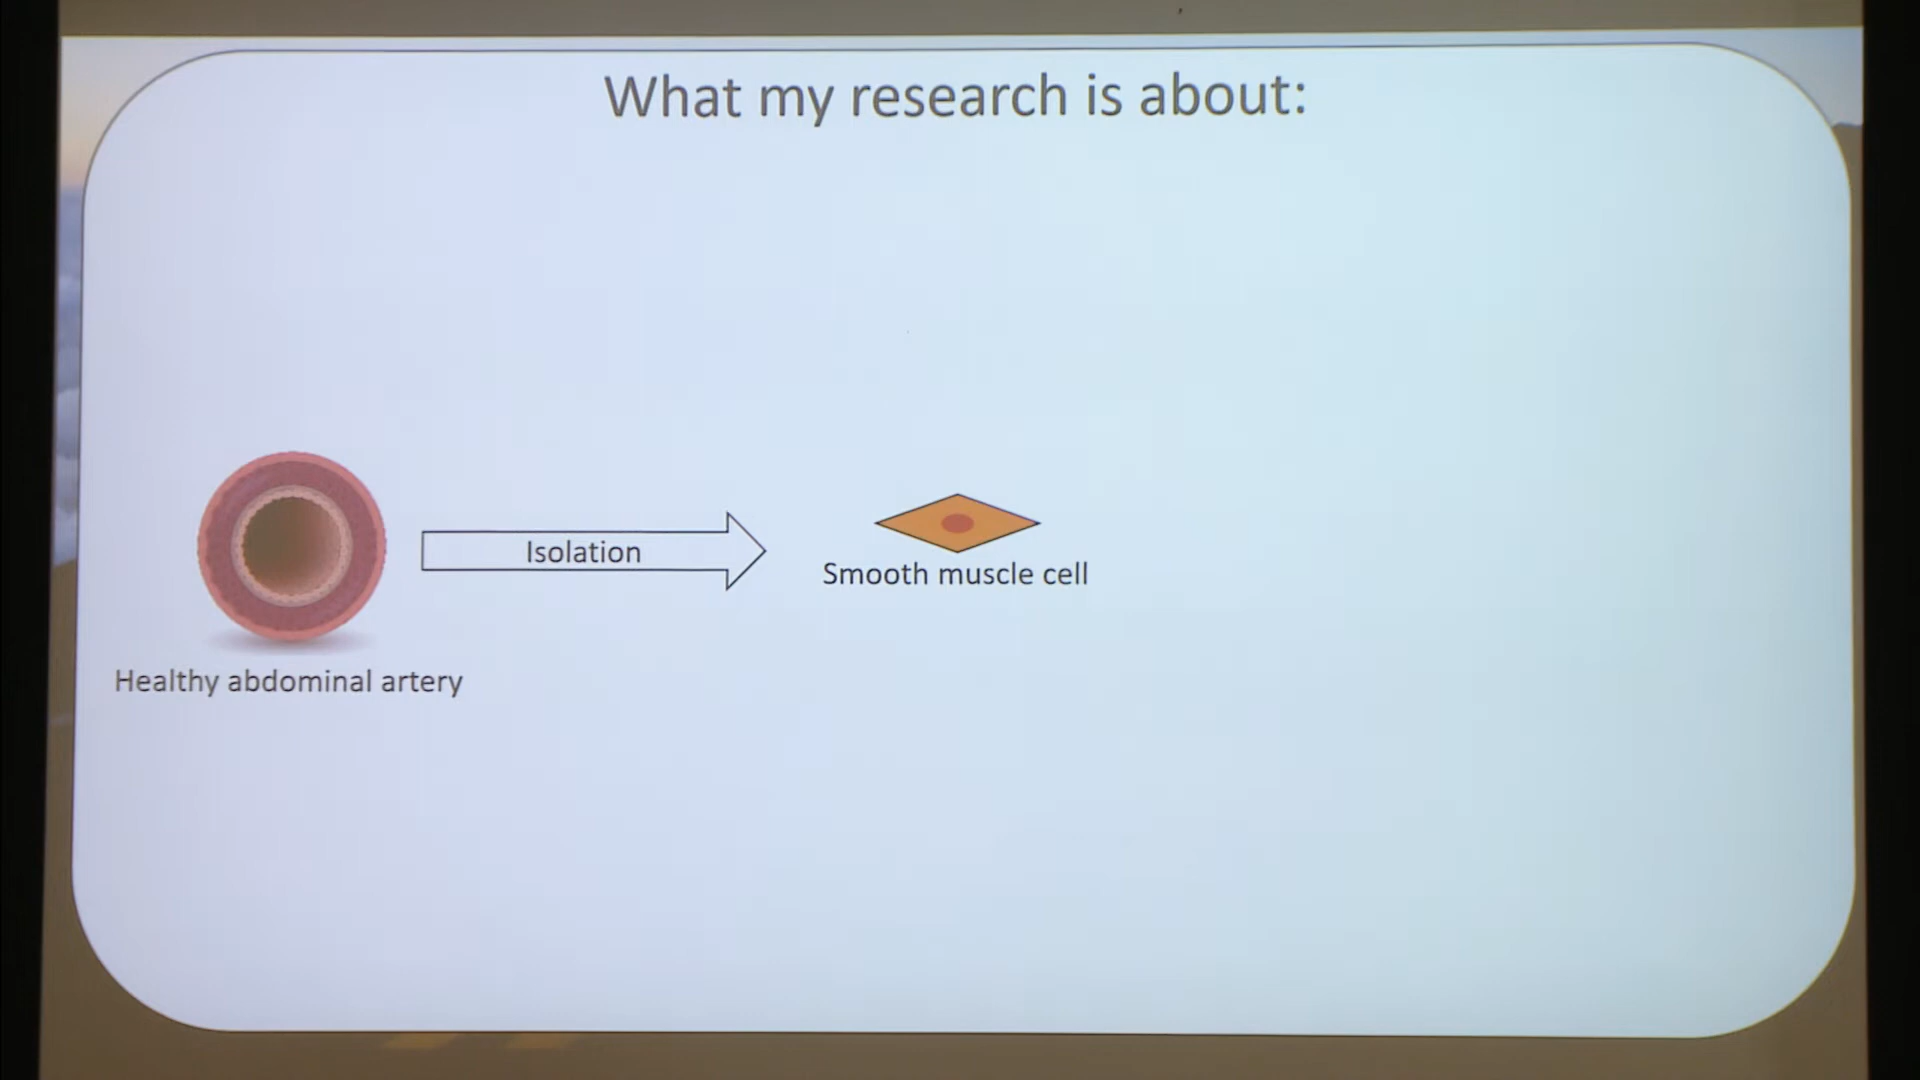 What my research is about:
Isolation
Smooth muscle cell
Healthy abdominal artery